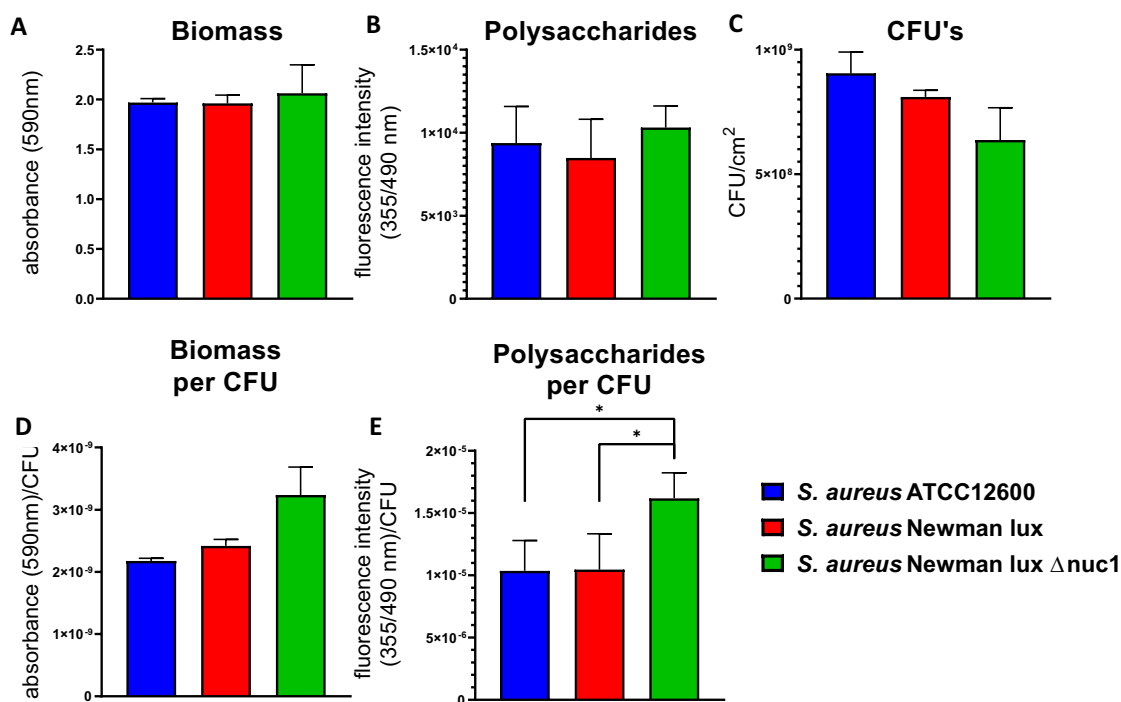 A
Biomass
absorbance (590nm)
2.5
2.0
1.5
1.0
0.5
0.0
B
Polysaccharides
fluorescence intensity
(355/490 nm)
1.5×10⁴
1×10⁴
5×10³
0
C
CFU's
CFU/cm²
1×10⁹
5×10⁸
0
D
Biomass
per CFU
absorbance (590nm)/CFU
4×10⁻⁹
3×10⁻⁹
2×10⁻⁹
1×10⁻⁹
0
E
Polysaccharides
per CFU
fluorescence intensity
(355/490 nm)/CFU
2×10⁻⁵
1.5×10⁻⁵
1×10⁻⁵
5×10⁻⁶
0
*
*
S. aureus ATCC12600
S. aureus Newman lux
S. aureus Newman lux Δnuc1